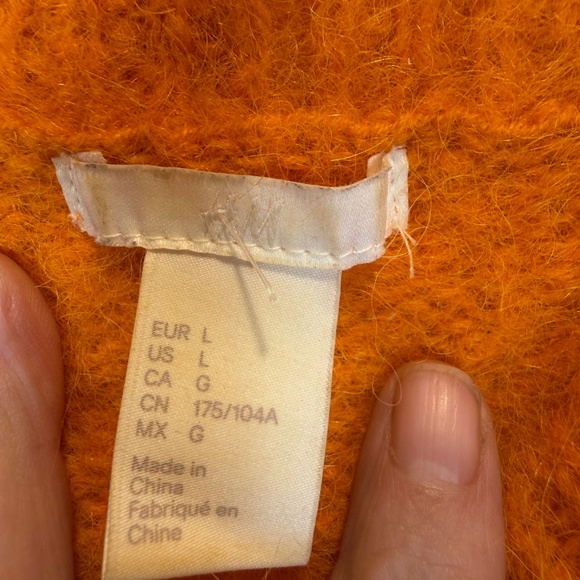 EUR L
US L
CA G
CN 175/104A
MX - G
Made in
China
Fabriqué en
Chine